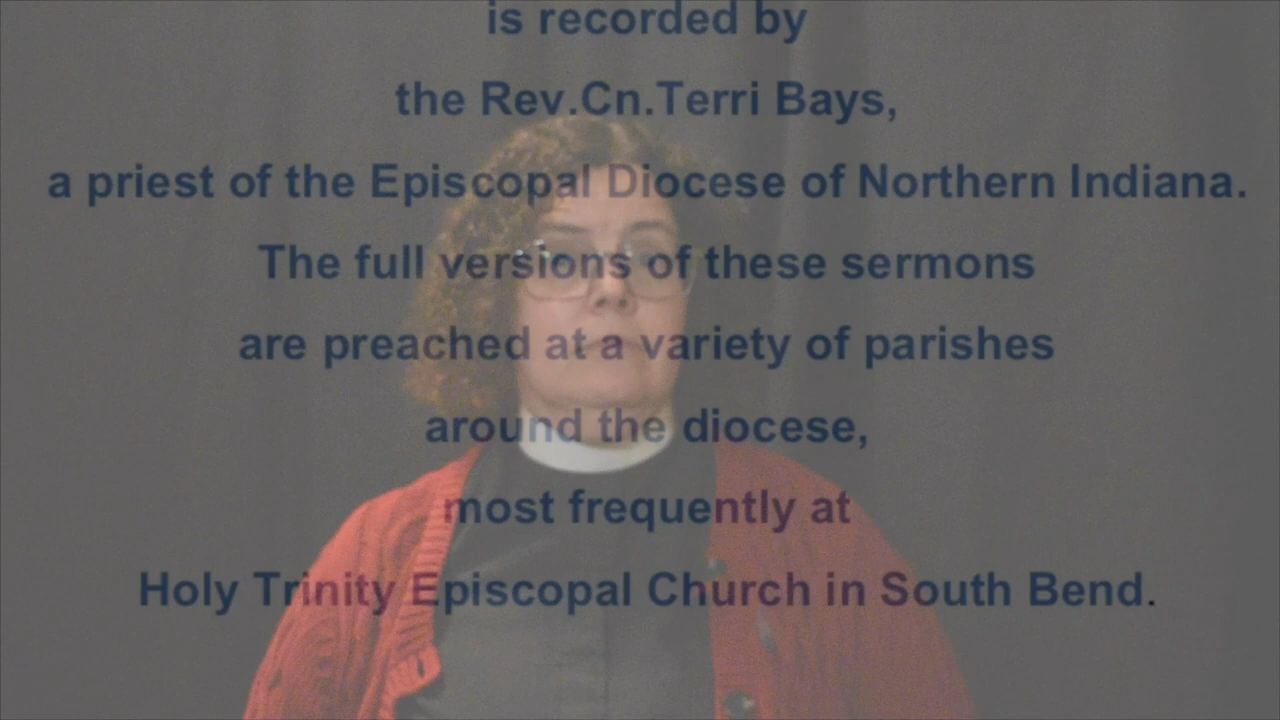 is recorded by
the Rev.Cn.Terri Bays,
a priest of the Episcopal Diocese of Northern Indiana.
The full versions of these sermons
are preached at a variety of parishes
around the diocese,
most frequently at
Holy Trinity Episcopal Church in South Bend.